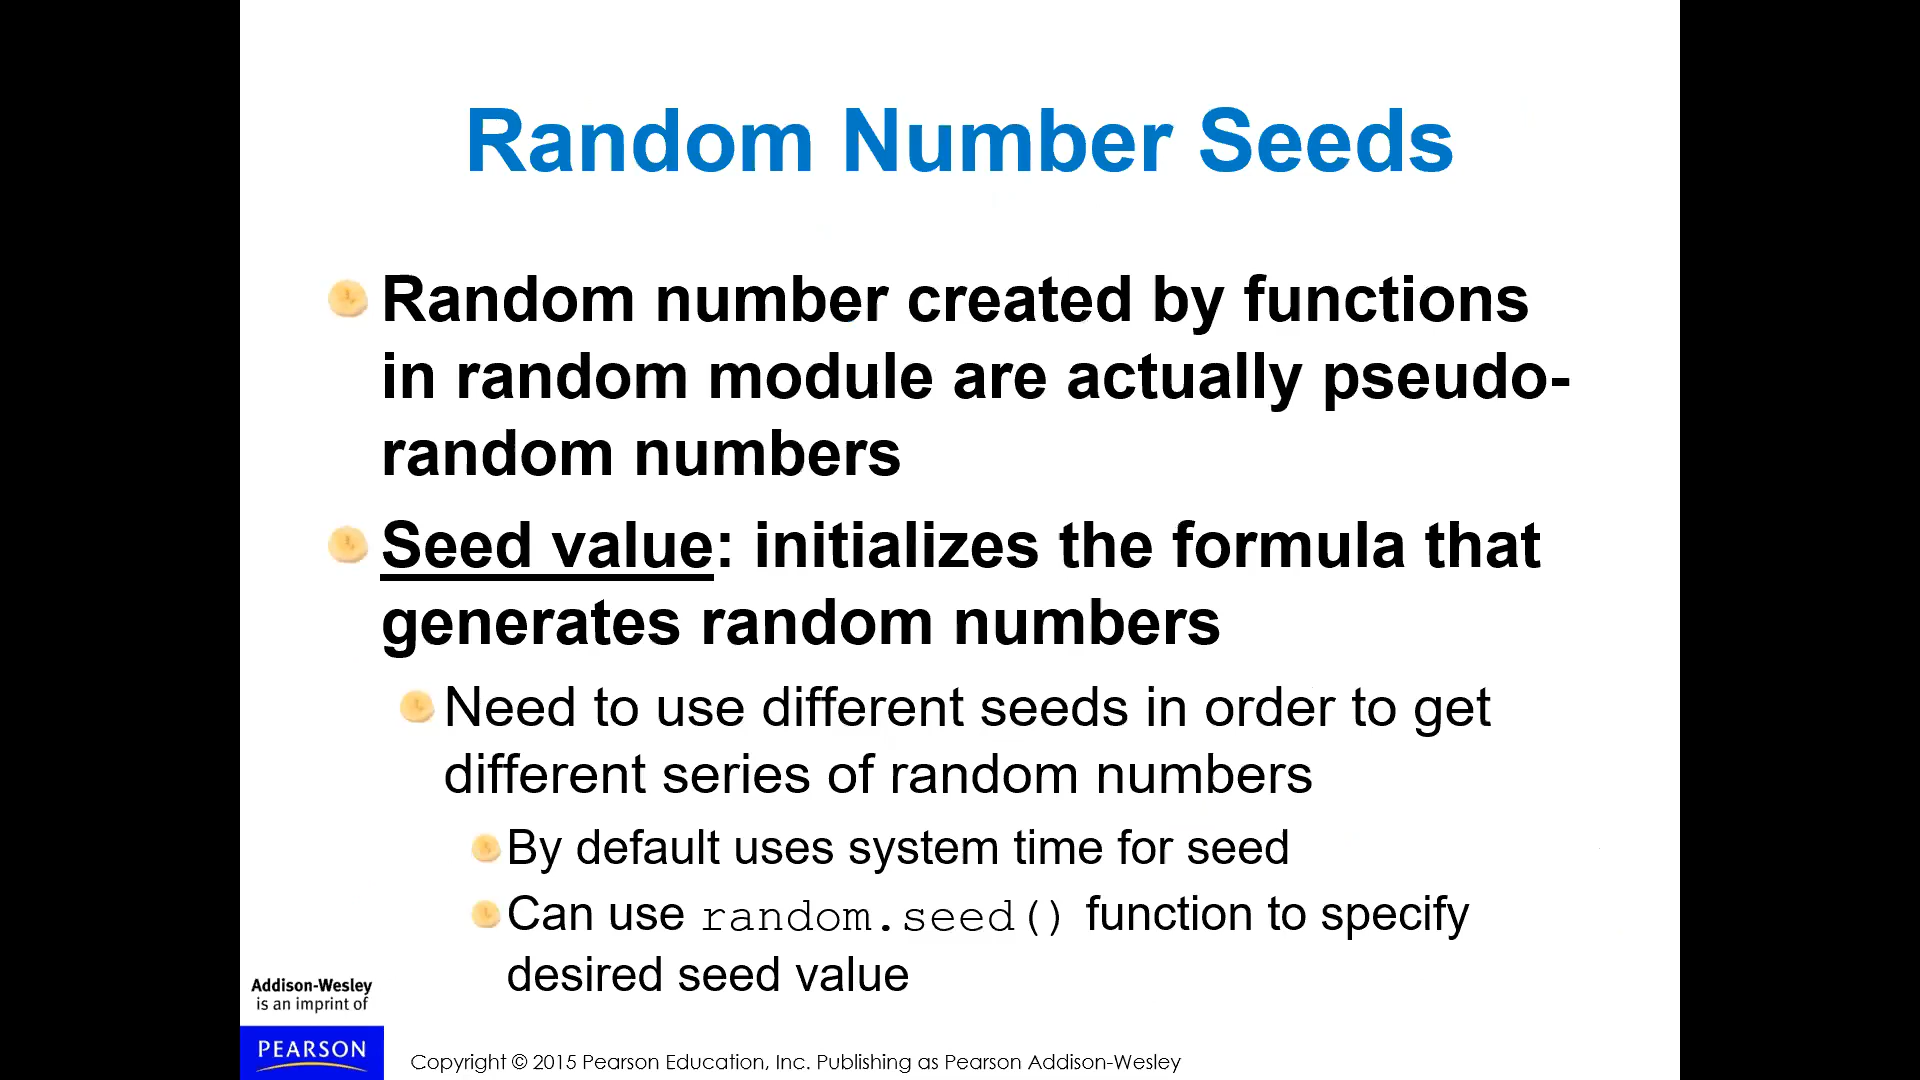 Random Number Seeds
Random number created by functions
in random module are actually pseudo-
random numbers
Seed value: initializes the formula that
generates random numbers
Need to use different seeds in order to get
different series of random numbers
By default uses system time for seed
Can use random.seed() function to specify
desired seed value
Addison-Wesley
is an imprint of
PEARSON
Copyright © 2015 Pearson Education, Inc. Publishing as Pearson Addison-Wesley